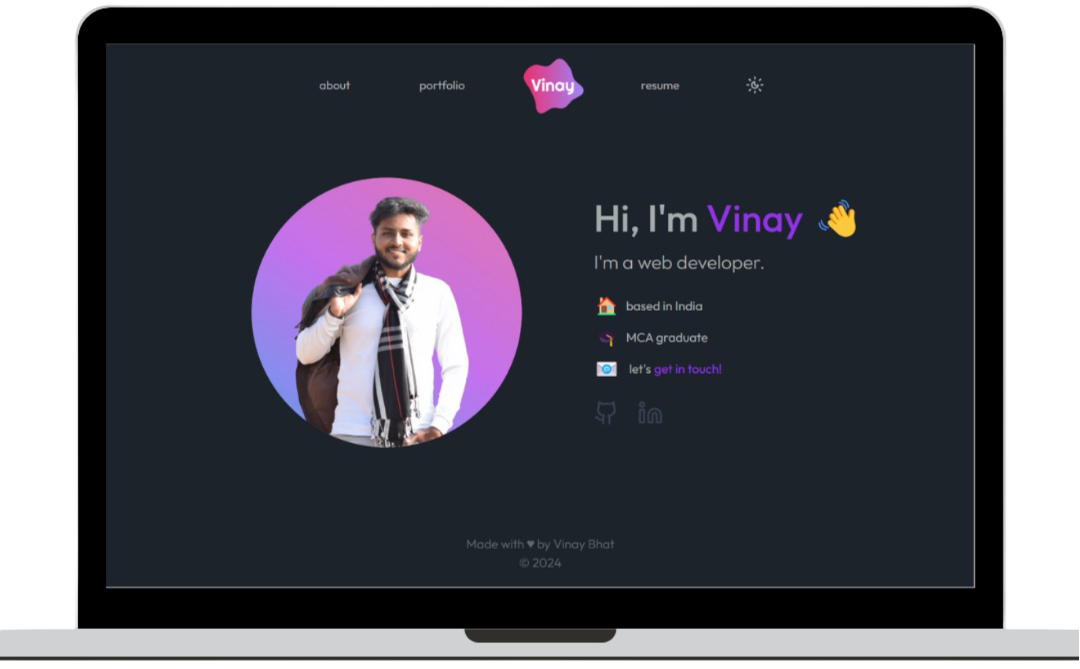 about portfolio Vinay resume
Hi, I'm Vinay 👋
I'm a web developer.
based in India
MCA graduate
let's get in touch!
Made with ♥ by Vinay Bhat
© 2024